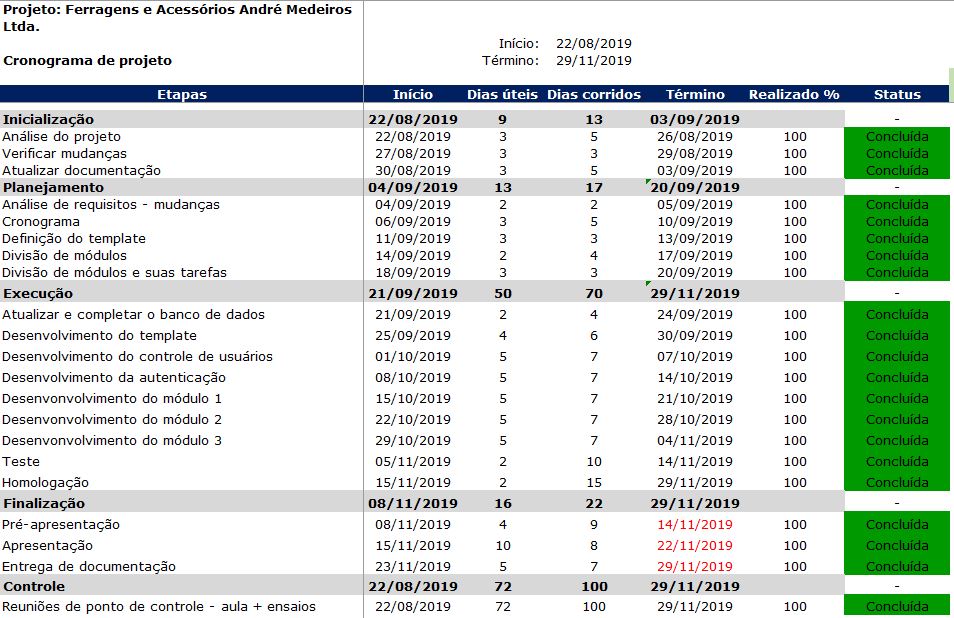 Projeto: Ferragens e Acessórios André Medeiros
Ltda.
Início: 22/08/2019
Cronograma de projeto Término: 29/11/2019
Etapas Início Dias úteis Dias corridos Término Realizado % Status
Inicialização 22/08/2019 9 13 03/09/2019 -
Análise do projeto 22/08/2019 3 5 26/08/2019 100 Concluída
Verificar mudanças 27/08/2019 3 3 29/08/2019 100 Concluída
Atualizar documentação 30/08/2019 3 5 03/09/2019 100 Concluída
Planejamento 04/09/2019 13 17 20/09/2019 -
Análise de requisitos - mudanças 04/09/2019 2 2 05/09/2019 100 Concluída
Cronograma 06/09/2019 3 5 10/09/2019 100 Concluída
Definição do template 11/09/2019 3 3 13/09/2019 100 Concluída
Divisão de módulos 14/09/2019 2 4 17/09/2019 100 Concluída
Divisão de módulos e suas tarefas 18/09/2019 3 3 20/09/2019 100 Concluída
Execução 21/09/2019 50 70 29/11/2019 -
Atualizar e completar o banco de dados 21/09/2019 2 4 24/09/2019 100 Concluída
Desenvolvimento do template 25/09/2019 4 6 30/09/2019 100 Concluída
Desenvolvimento do controle de usuários 01/10/2019 5 7 07/10/2019 100 Concluída
Desenvolvimento da autenticação 08/10/2019 5 7 14/10/2019 100 Concluída
Desenvonvolvimento do módulo 1 15/10/2019 5 7 21/10/2019 100 Concluída
Desenvonvolvimento do módulo 2 22/10/2019 5 7 28/10/2019 100 Concluída
Desenvonvolvimento do módulo 3 29/10/2019 5 7 04/11/2019 100 Concluída
Teste 05/11/2019 2 10 14/11/2019 100 Concluída
Homologação 15/11/2019 2 15 29/11/2019 100 Concluída
Finalização 08/11/2019 16 22 29/11/2019 -
Pré-apresentação 08/11/2019 4 9 14/11/2019 100 Concluída
Apresentação 15/11/2019 10 8 22/11/2019 100 Concluída
Entrega de documentação 23/11/2019 5 7 29/11/2019 100 Concluída
Controle 22/08/2019 72 100 29/11/2019 -
Reuniões de ponto de controle - aula + ensaios 22/08/2019 72 100 29/11/2019 100 Concluída